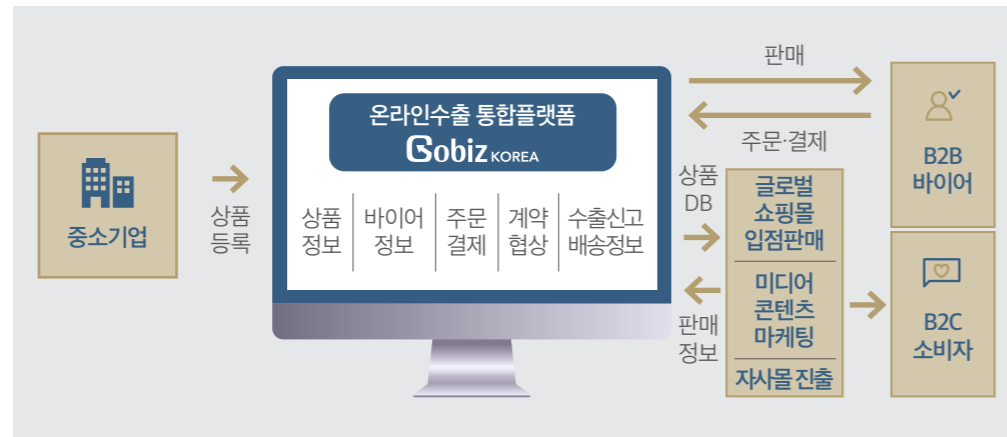 중소기업
상품
등록
온라인수출 통합플랫폼
Gobiz KOREA
상품
정보
바이어
정보
주문
결제
계약
협상
수출신고
배송정보
판매
주문·결제
상품
DB
판매
정보
글로벌
쇼핑몰
입점판매
미디어
콘텐츠
마케팅
자사몰 진출
B2B
바이어
B2C
소비자